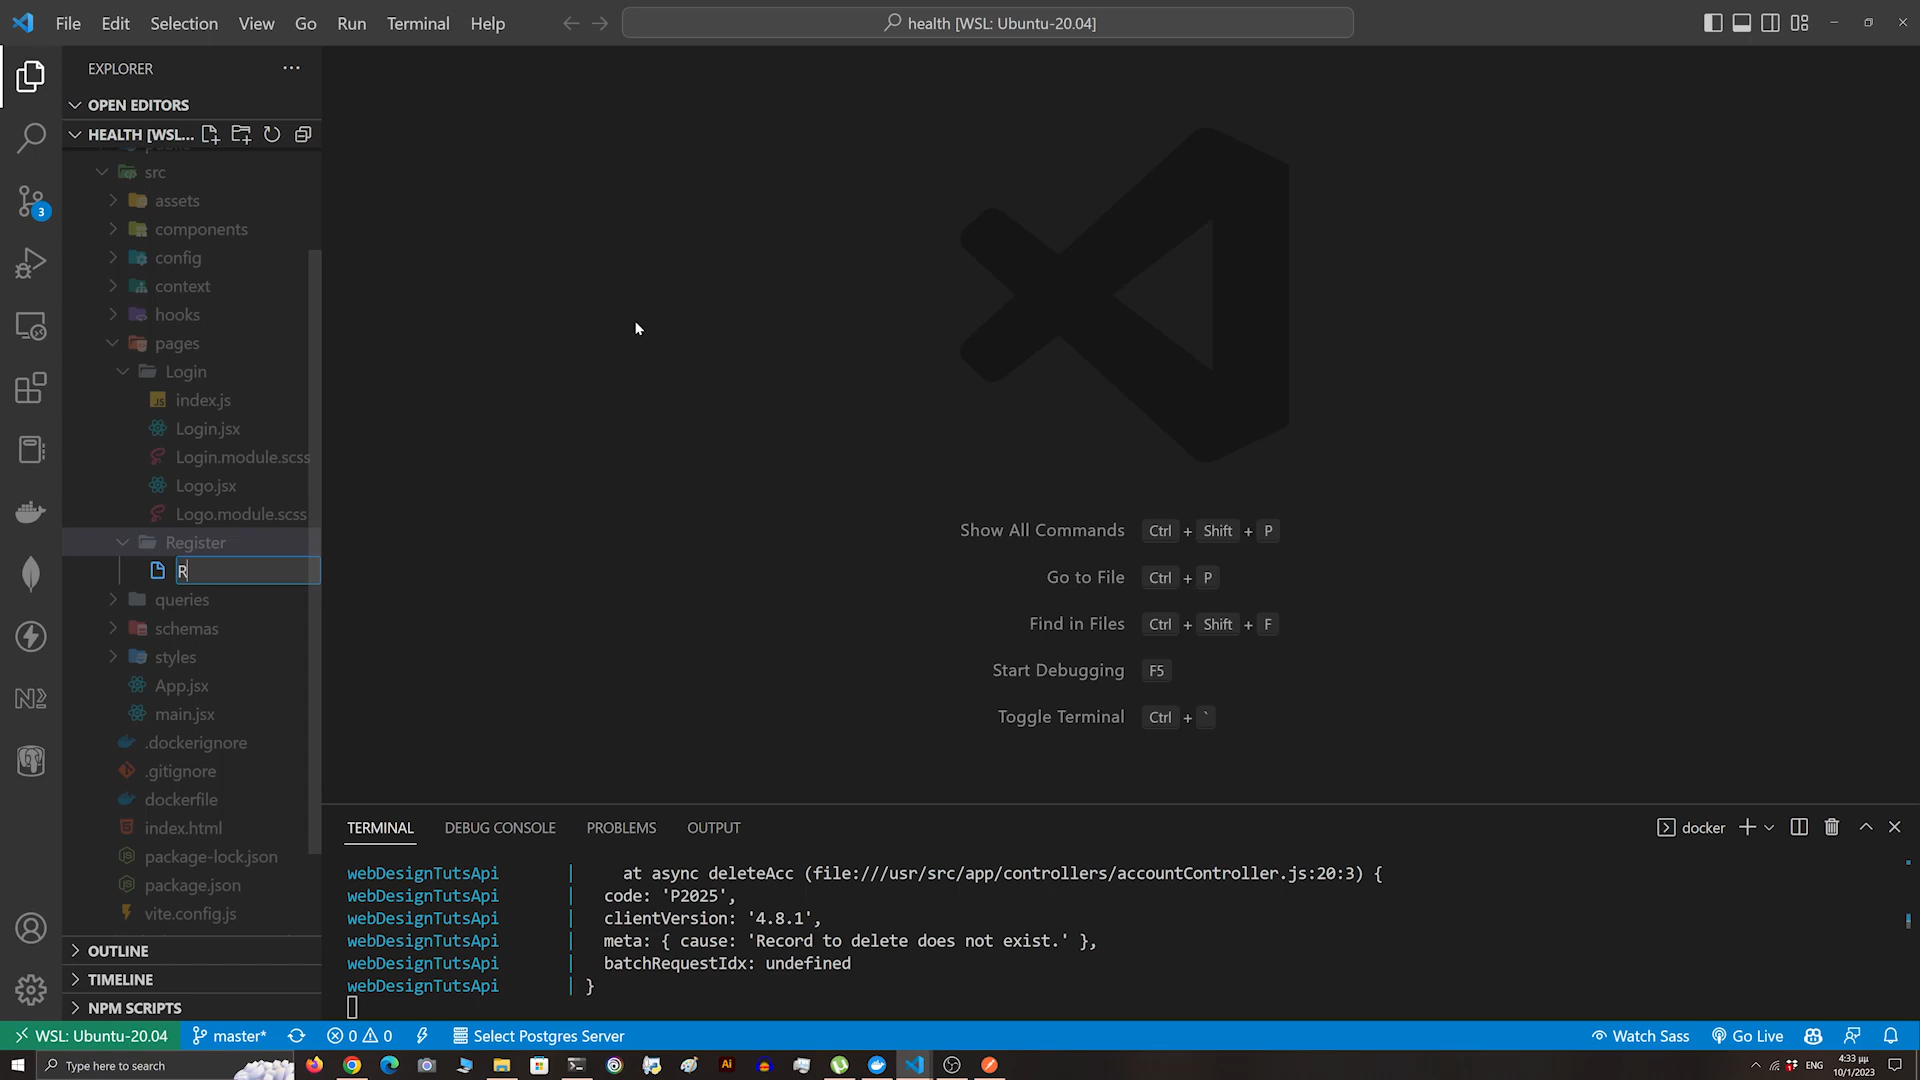 File Edit Selection View Go Run Terminal Help
health [WSL: Ubuntu-20.04]
EXPLORER
OPEN EDITORS
HEALTH [WSL...
src
assets
components
config
context
hooks
pages
Login
index.js
Login.jsx
Login.module.scss
Logo.jsx
Logo.module.scss
Register
R
queries
schemas
styles
App.jsx
main.jsx
.dockerignore
.gitignore
dockerfile
index.html
package-lock.json
package.json
vite.config.js
OUTLINE
TIMELINE
NPM SCRIPTS
3
Show All Commands Ctrl + Shift + P
Go to File Ctrl + P
Find in Files Ctrl + Shift + F
Start Debugging F5
Toggle Terminal Ctrl + `
TERMINAL DEBUG CONSOLE PROBLEMS OUTPUT
docker
webDesignTutsApi | at async deleteAcc (file:///usr/src/app/controllers/accountController.js:20:3) {
webDesignTutsApi | code: 'P2025',
webDesignTutsApi | clientVersion: '4.8.1',
webDesignTutsApi | meta: { cause: 'Record to delete does not exist.' },
webDesignTutsApi | batchRequestIdx: undefined
webDesignTutsApi | }
WSL: Ubuntu-20.04 master* 0 0 Select Postgres Server Watch Sass Go Live
Type here to search
Ai
ENG
4:33 μμ
10/1/2023